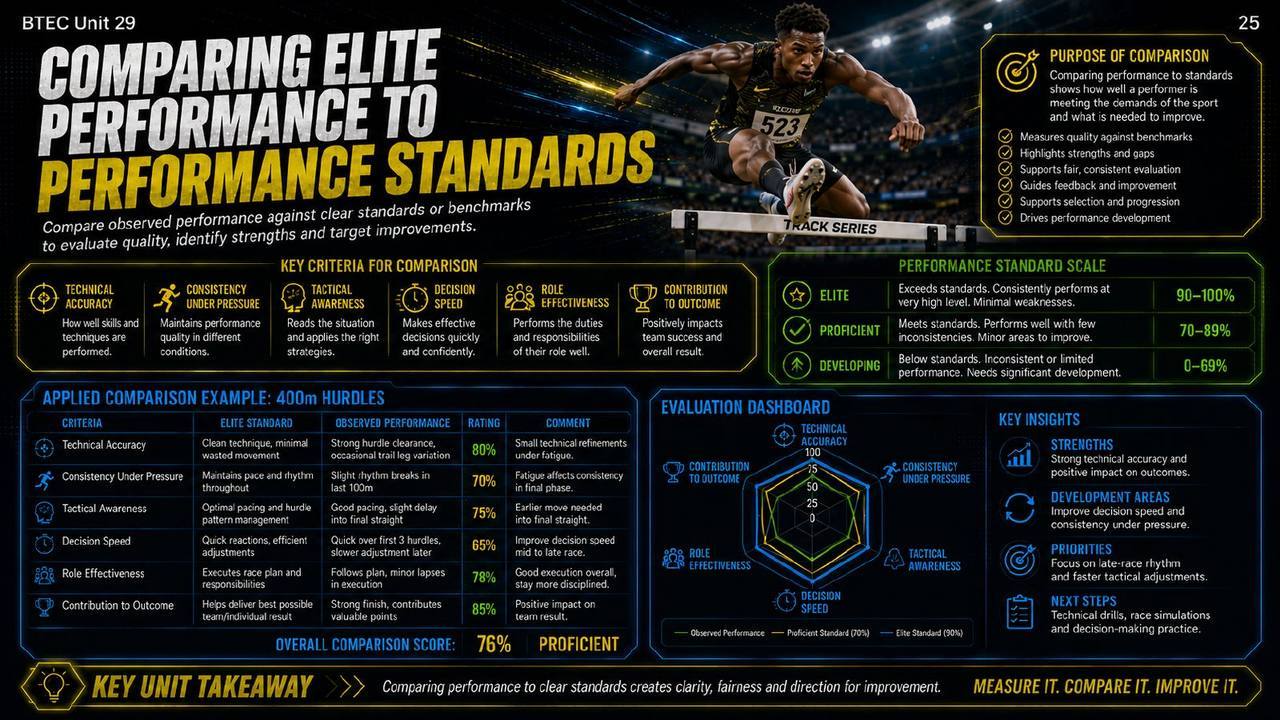 BTEC Unit 29
25
COMPARING ELITE
PERFORMANCE TO
PERFORMANCE STANDARDS
Compare observed performance against clear standards or benchmarks
to evaluate quality, identify strengths and target improvements.
523
TRACK SERIES
PURPOSE OF COMPARISON
Comparing performance to standards
shows how well a performer is
meeting the demands of the sport
and what is needed to improve.
Measures quality against benchmarks
Highlights strengths and gaps
Supports fair, consistent evaluation
Guides feedback and improvement
Supports selection and progression
Drives performance development
KEY CRITERIA FOR COMPARISON
TECHNICAL
ACCURACY
How well skills and
techniques are
performed.
CONSISTENCY
UNDER PRESSURE
Maintains performance
quality in different
conditions.
TACTICAL
AWARENESS
Reads the situation
and applies the right
strategies.
DECISION
SPEED
Makes effective
decisions quickly
and confidently.
ROLE
EFFECTIVENESS
Performs the duties
and responsibilities
of their role well.
CONTRIBUTION
TO OUTCOME
Positively impacts
team success and
overall result.
PERFORMANCE STANDARD SCALE
ELITE
Exceeds standards. Consistently performs at
very high level. Minimal weaknesses.
90–100%
PROFICIENT
Meets standards. Performs well with few
inconsistencies. Minor areas to improve.
70–89%
DEVELOPING
Below standards. Inconsistent or limited
performance. Needs significant development.
0–69%
APPLIED COMPARISON EXAMPLE: 400m HURDLES
CRITERIA
ELITE STANDARD
OBSERVED PERFORMANCE
RATING
COMMENT
Technical Accuracy
Clean technique, minimal
wasted movement
Strong hurdle clearance,
occasional trail leg variation
80%
Small technical refinements
under fatigue.
Consistency Under Pressure
Maintains pace and rhythm
throughout
Slight rhythm breaks in
last 100m
70%
Fatigue affects consistency
in final phase.
Tactical Awareness
Optimal pacing and hurdle
pattern management
Good pacing, slight delay
into final straight
75%
Earlier move needed
into final straight.
Decision Speed
Quick reactions, efficient
adjustments
Quick over first 3 hurdles,
slower adjustment later
65%
Improve decision speed
mid to late race.
Role Effectiveness
Executes race plan and
responsibilities
Follows plan, minor lapses
in execution
78%
Good execution overall,
stay more disciplined.
Contribution to Outcome
Helps deliver best possible
team/individual result
Strong finish, contributes
valuable points
85%
Positive impact on
team result.
OVERALL COMPARISON SCORE:
76%
PROFICIENT
EVALUATION DASHBOARD
TECHNICAL
ACCURACY
CONTRIBUTION
TO OUTCOME
CONSISTENCY
UNDER PRESSURE
100
75
50
25
0
ROLE
EFFECTIVENESS
TACTICAL
AWARENESS
DECISION
SPEED
Observed Performance
Proficient Standard (70%)
Elite Standard (90%)
KEY INSIGHTS
STRENGTHS
Strong technical accuracy and
positive impact on outcomes.
DEVELOPMENT AREAS
Improve decision speed and
consistency under pressure.
PRIORITIES
Focus on late-race rhythm
and faster tactical adjustments.
NEXT STEPS
Technical drills, race simulations
and decision-making practice.
KEY UNIT TAKEAWAY
Comparing performance to clear standards creates clarity, fairness and direction for improvement.
MEASURE IT. COMPARE IT. IMPROVE IT.